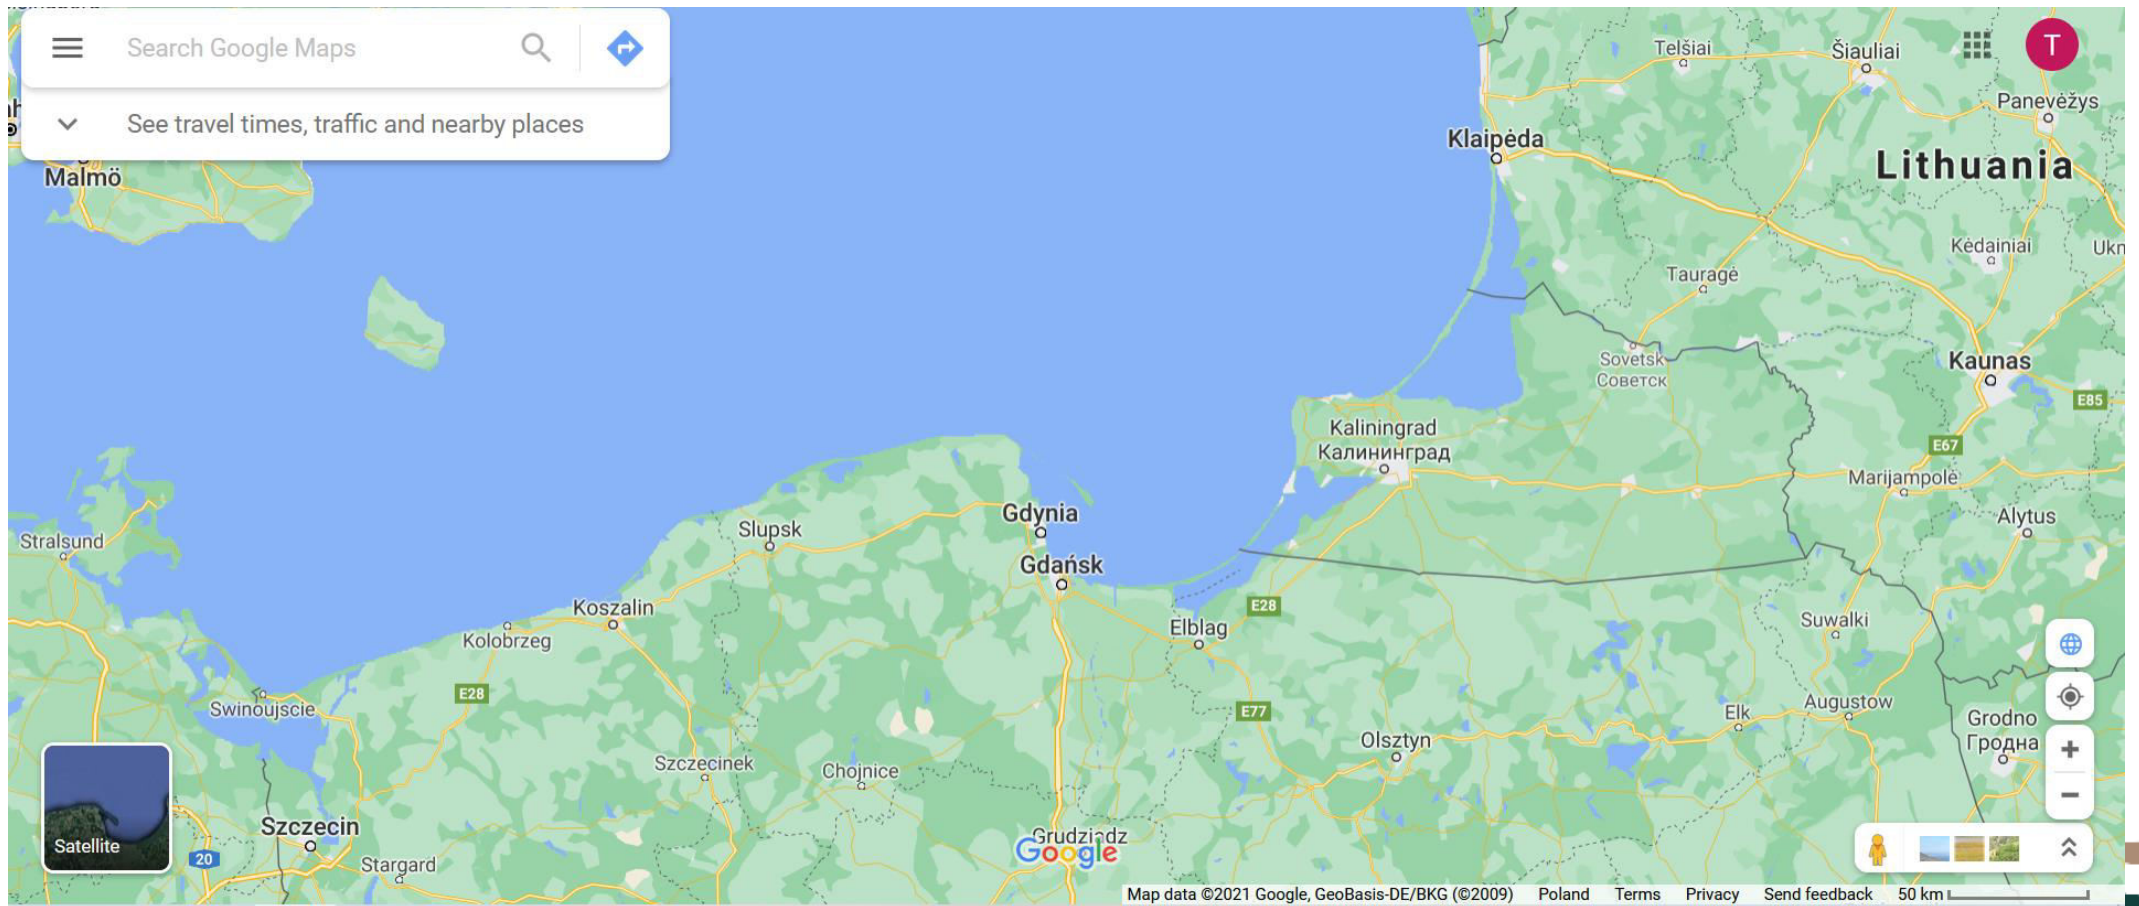 Search Google Maps
See travel times, traffic and nearby places
Malmö
Telšiai
Šiauliai
T
Panevėžys
Klaipėda
Lithuania
Kėdainiai
Ukn
Tauragė
Sovetsk
Советск
Kaunas
E85
Kaliningrad
Калининград
E67
Marijampolė
Alytus
Gdynia
Slupsk
Stralsund
Gdańsk
Koszalin
Kolobrzeg
E28
Elblag
Suwalki
E28
Swinoujscie
E77
Elk
Augustow
Grodno
Гродна
Olsztyn
Szczecinek
Chojnice
Szczecin
Satellite
20
Stargard
Grudziądz
Google
Map data ©2021 Google, GeoBasis-DE/BKG (©2009) Poland Terms Privacy Send feedback 50 km